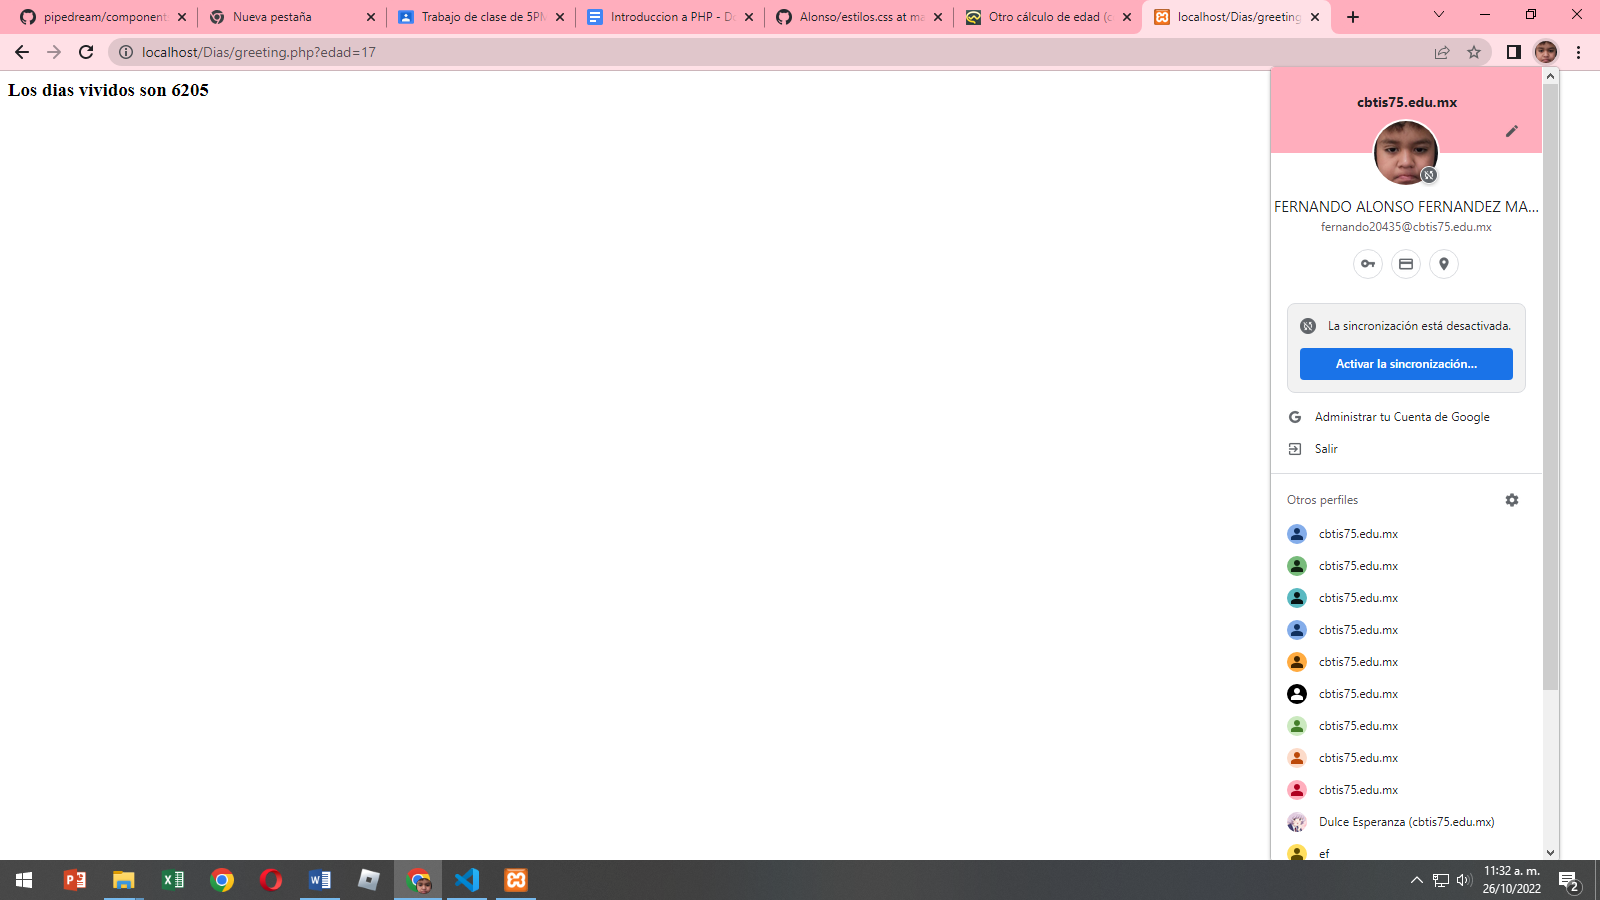 pipedream/component
Nueva pestaña
Trabajo de clase de 5PM
Introduccion a PHP - Do
Alonso/estilos.css at ma
Otro cálculo de edad (c
localhost/Dias/greeting
localhost/Dias/greeting.php?edad=17
Los dias vividos son 6205
cbtis75.edu.mx
FERNANDO ALONSO FERNANDEZ MA...
fernando20435@cbtis75.edu.mx
La sincronización está desactivada.
Activar la sincronización...
Administrar tu Cuenta de Google
Salir
Otros perfiles
cbtis75.edu.mx
cbtis75.edu.mx
cbtis75.edu.mx
cbtis75.edu.mx
cbtis75.edu.mx
cbtis75.edu.mx
cbtis75.edu.mx
cbtis75.edu.mx
cbtis75.edu.mx
Dulce Esperanza (cbtis75.edu.mx)
ef
11:32 a. m.
26/10/2022
2